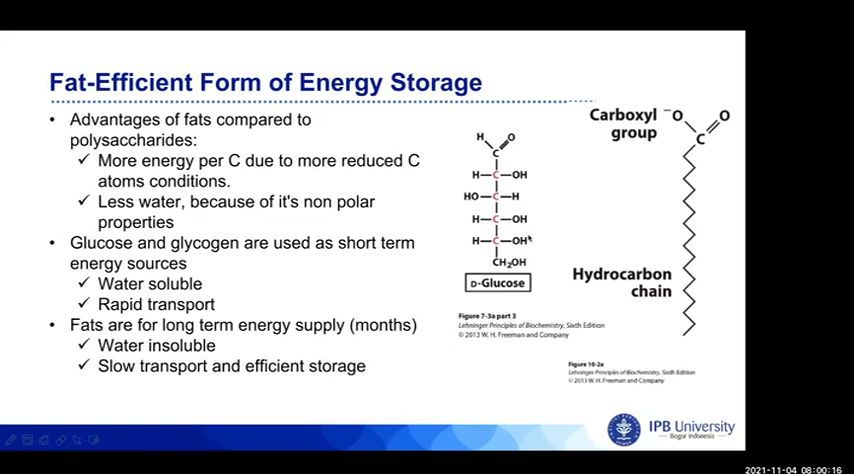 Fat-Efficient Form of Energy Storage
• Advantages of fats compared to
polysaccharides:
✓ More energy per C due to more reduced C
atoms conditions.
✓ Less water, because of it's non polar
properties
• Glucose and glycogen are used as short term
energy sources
✓ Water soluble
✓ Rapid transport
• Fats are for long term energy supply (months)
✓ Water insoluble
✓ Slow transport and efficient storage
H O
C
H—C—OH
HO—C—H
H—C—OH
H—C—OH
CH₂OH
D-Glucose
Figure 7-3a part 3
Lehninger Principles of Biochemistry, Sixth Edition
© 2013 W. H. Freeman and Company
Carboxyl
group
⁻O O
C
Hydrocarbon
chain
Figure 10-2a
Lehninger Principles of Biochemistry, Sixth Edition
© 2013 W. H. Freeman and Company
IPB University
Bogor Indonesia
2021-11-04 08:00:16